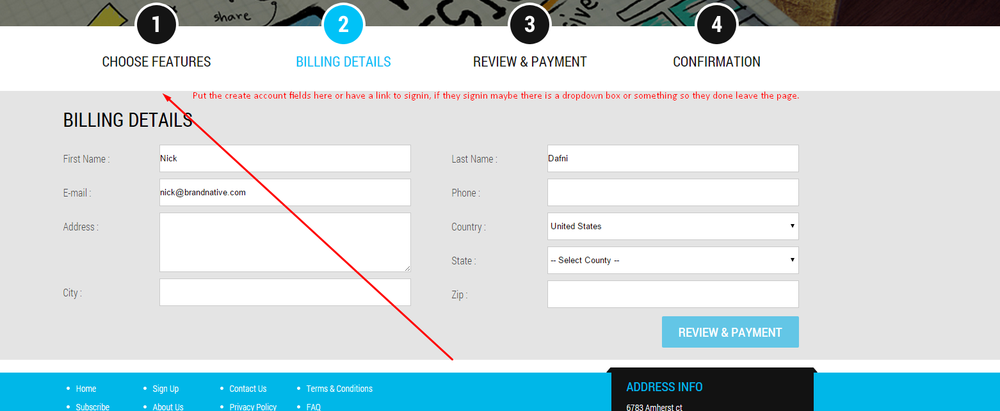 share
sive!
1
2
3
4
CHOOSE FEATURES
BILLING DETAILS
REVIEW & PAYMENT
CONFIRMATION
Put the create account fields here or have a link to signin, if they signin maybe there is a dropdown box or something so they done leave the page.
BILLING DETAILS
First Name : Nick
Last Name : Dafni
E-mail : nick@brandnative.com
Phone :
Address :
Country : United States
State : -- Select County --
City :
Zip :
REVIEW & PAYMENT
Home
Sign Up
Contact Us
Terms & Conditions
Subscribe
About Us
Privacy Policy
FAQ
ADDRESS INFO
6783 Amherst ct